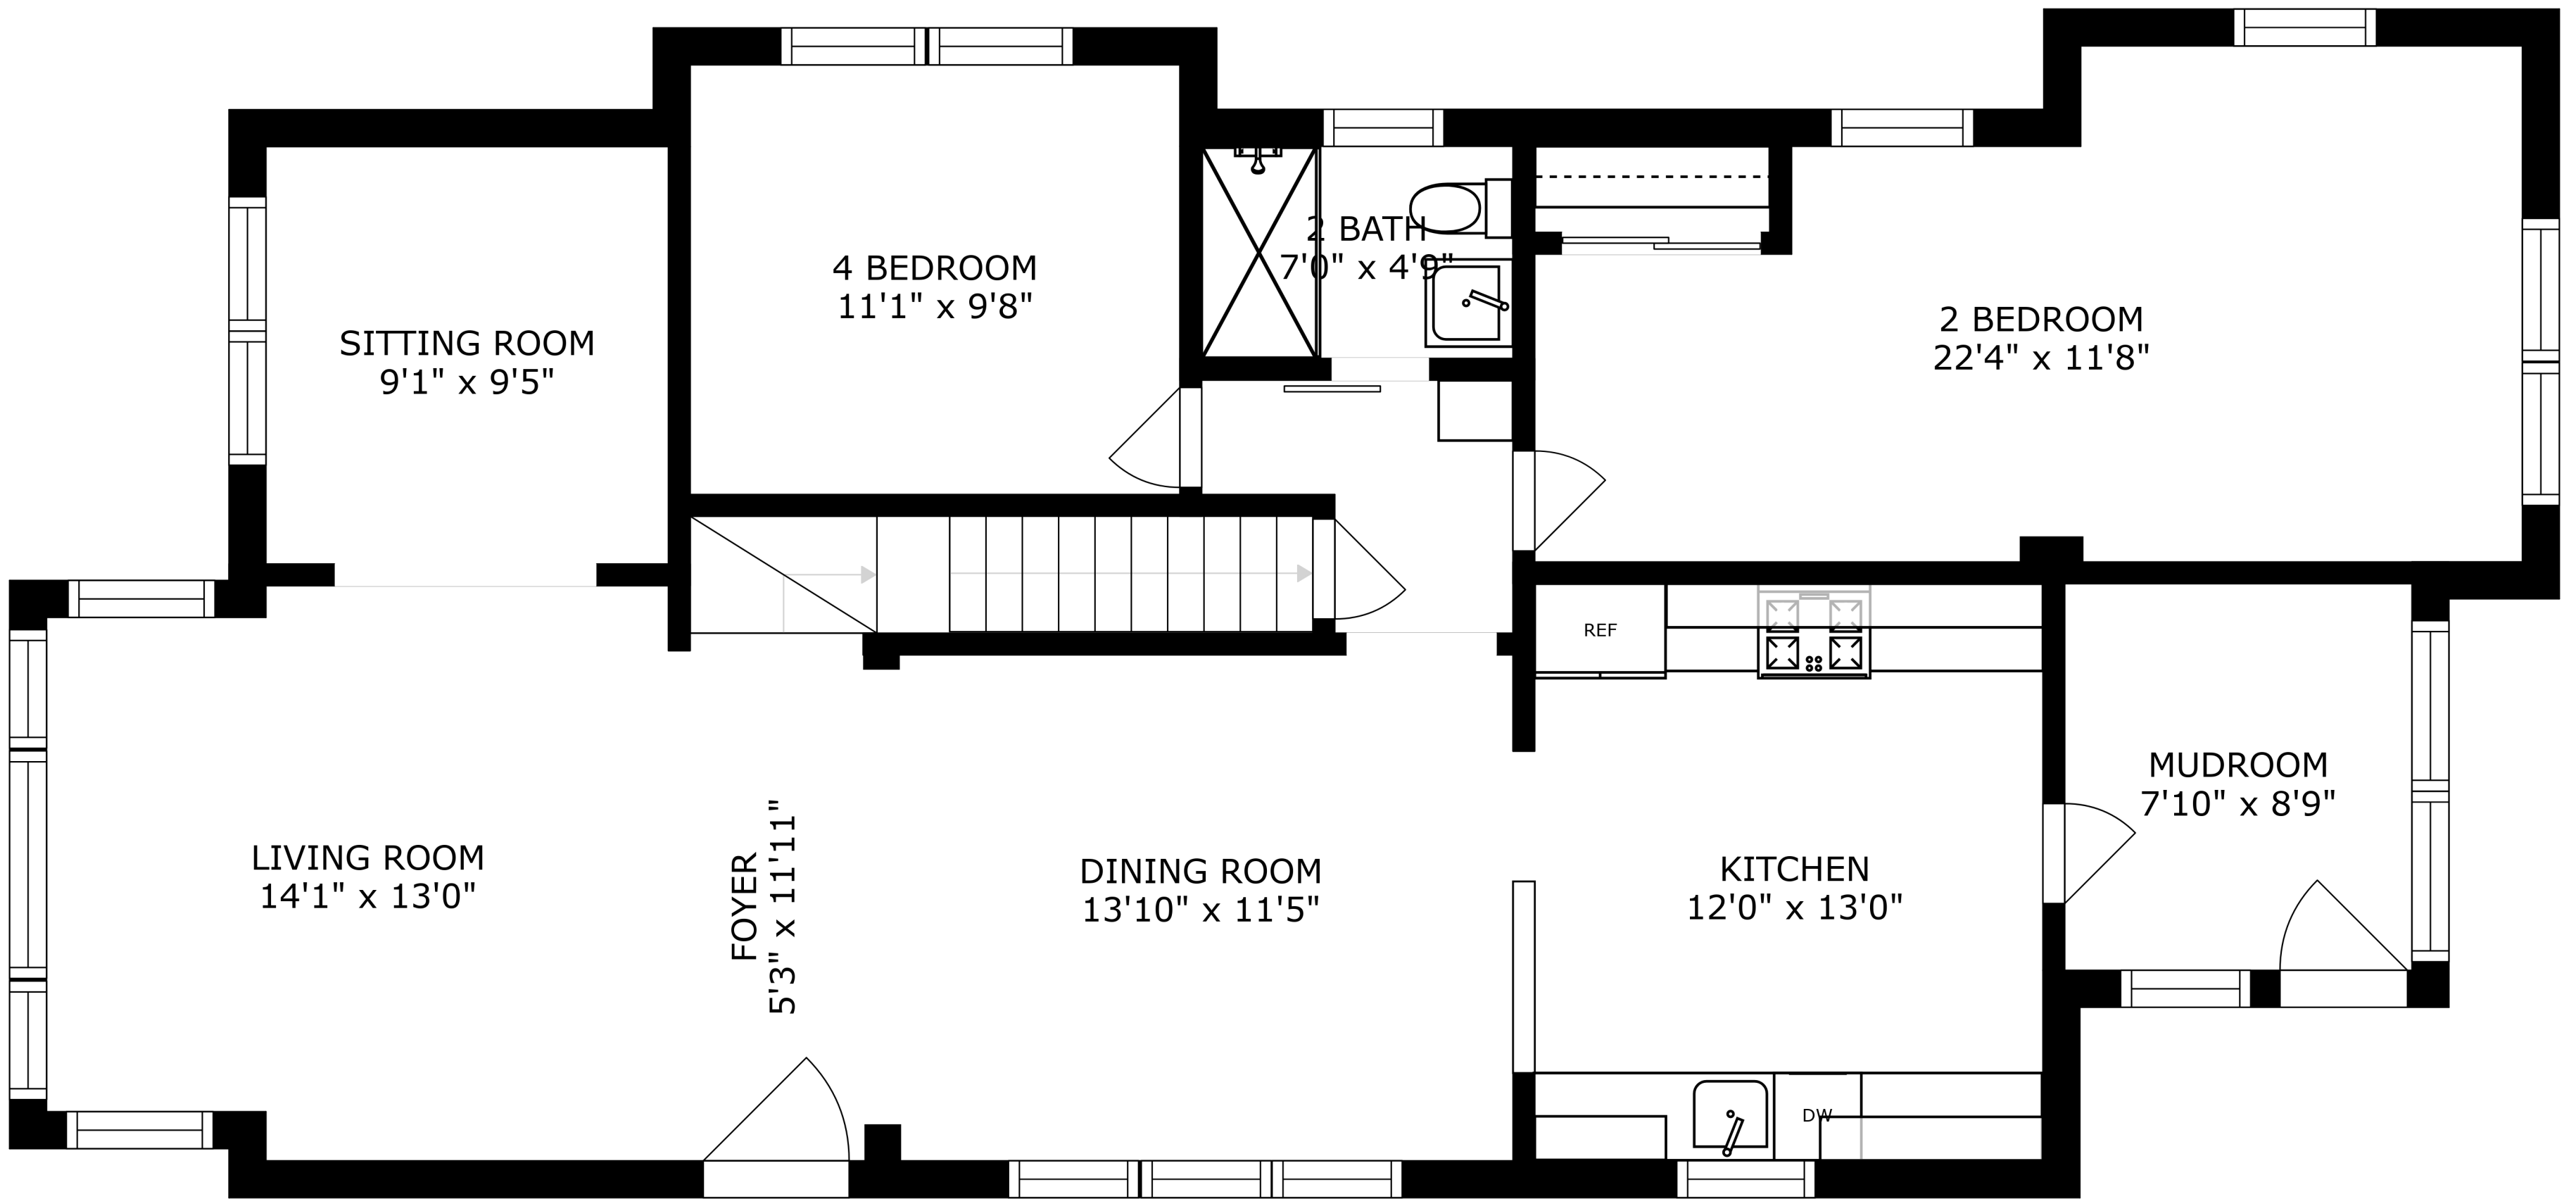 4 BEDROOM
11'1" x 9'8"
2 BATH
7'0" x 4'9"
2 BEDROOM
22'4" x 11'8"
SITTING ROOM
9'1" x 9'5"
REF
MUDROOM
7'10" x 8'9"
LIVING ROOM
14'1" x 13'0"
FOYER
5'3" x 11'11"
DINING ROOM
13'10" x 11'5"
KITCHEN
12'0" x 13'0"
DW